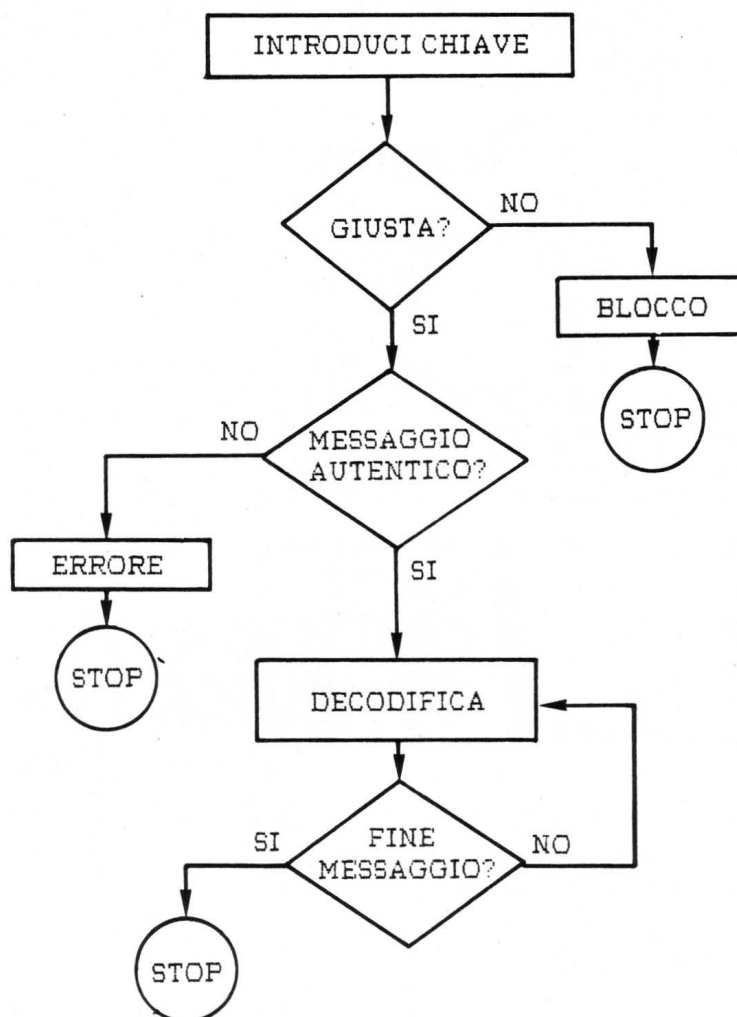 INTRODUCI CHIAVE
GIUSTA?
NO
BLOCCO
SI
STOP
NO
MESSAGGIO
AUTENTICO?
ERRORE
SI
STOP
DECODIFICA
SI
FINE
MESSAGGIO?
NO
STOP